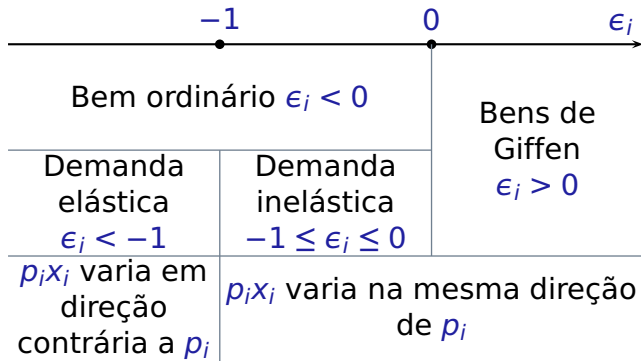 −1 0 ϵᵢ
Bem ordinário ϵᵢ < 0
Bens de
Giffen
ϵᵢ > 0
Demanda
elástica
ϵᵢ < −1
Demanda
inelástica
−1 ≤ ϵᵢ ≤ 0
pᵢxᵢ varia em
direção
contrária a pᵢ
pᵢxᵢ varia na mesma direção
de pᵢ